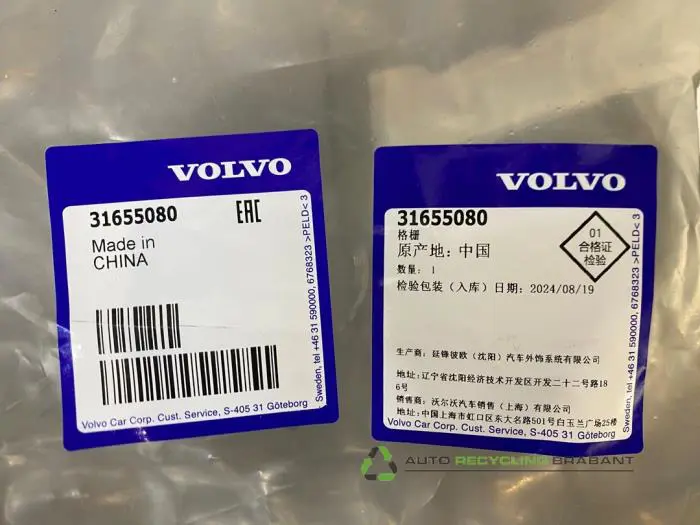 VOLVO
31655080
EAC
Made in
CHINA
Volvo Car Corp. Cust. Service, S-405 31 Göteborg
Sweden, tel +46 31 590000, 6768323 >PELD< 3
VOLVO
31655080
格栅
原产地：中国
数量：1
检验包装（入库）日期：2024/08/19
01
合格证
检验
生产商：延锋彼欧（沈阳）汽车外饰系统有限公司
地址:辽宁省沈阳经济技术开发区开发二十二号路18
6号
销售商：沃尔沃汽车销售（上海）有限公司
地址:中国上海市虹口区东大名路501号白玉兰广场25楼
Volvo Car Corp. Cust. Service, S-405 31 Göteborg
Sweden, tel +46 31 590000, 6768323 >PELD< 3
AUTO RECYCLING BRABANT